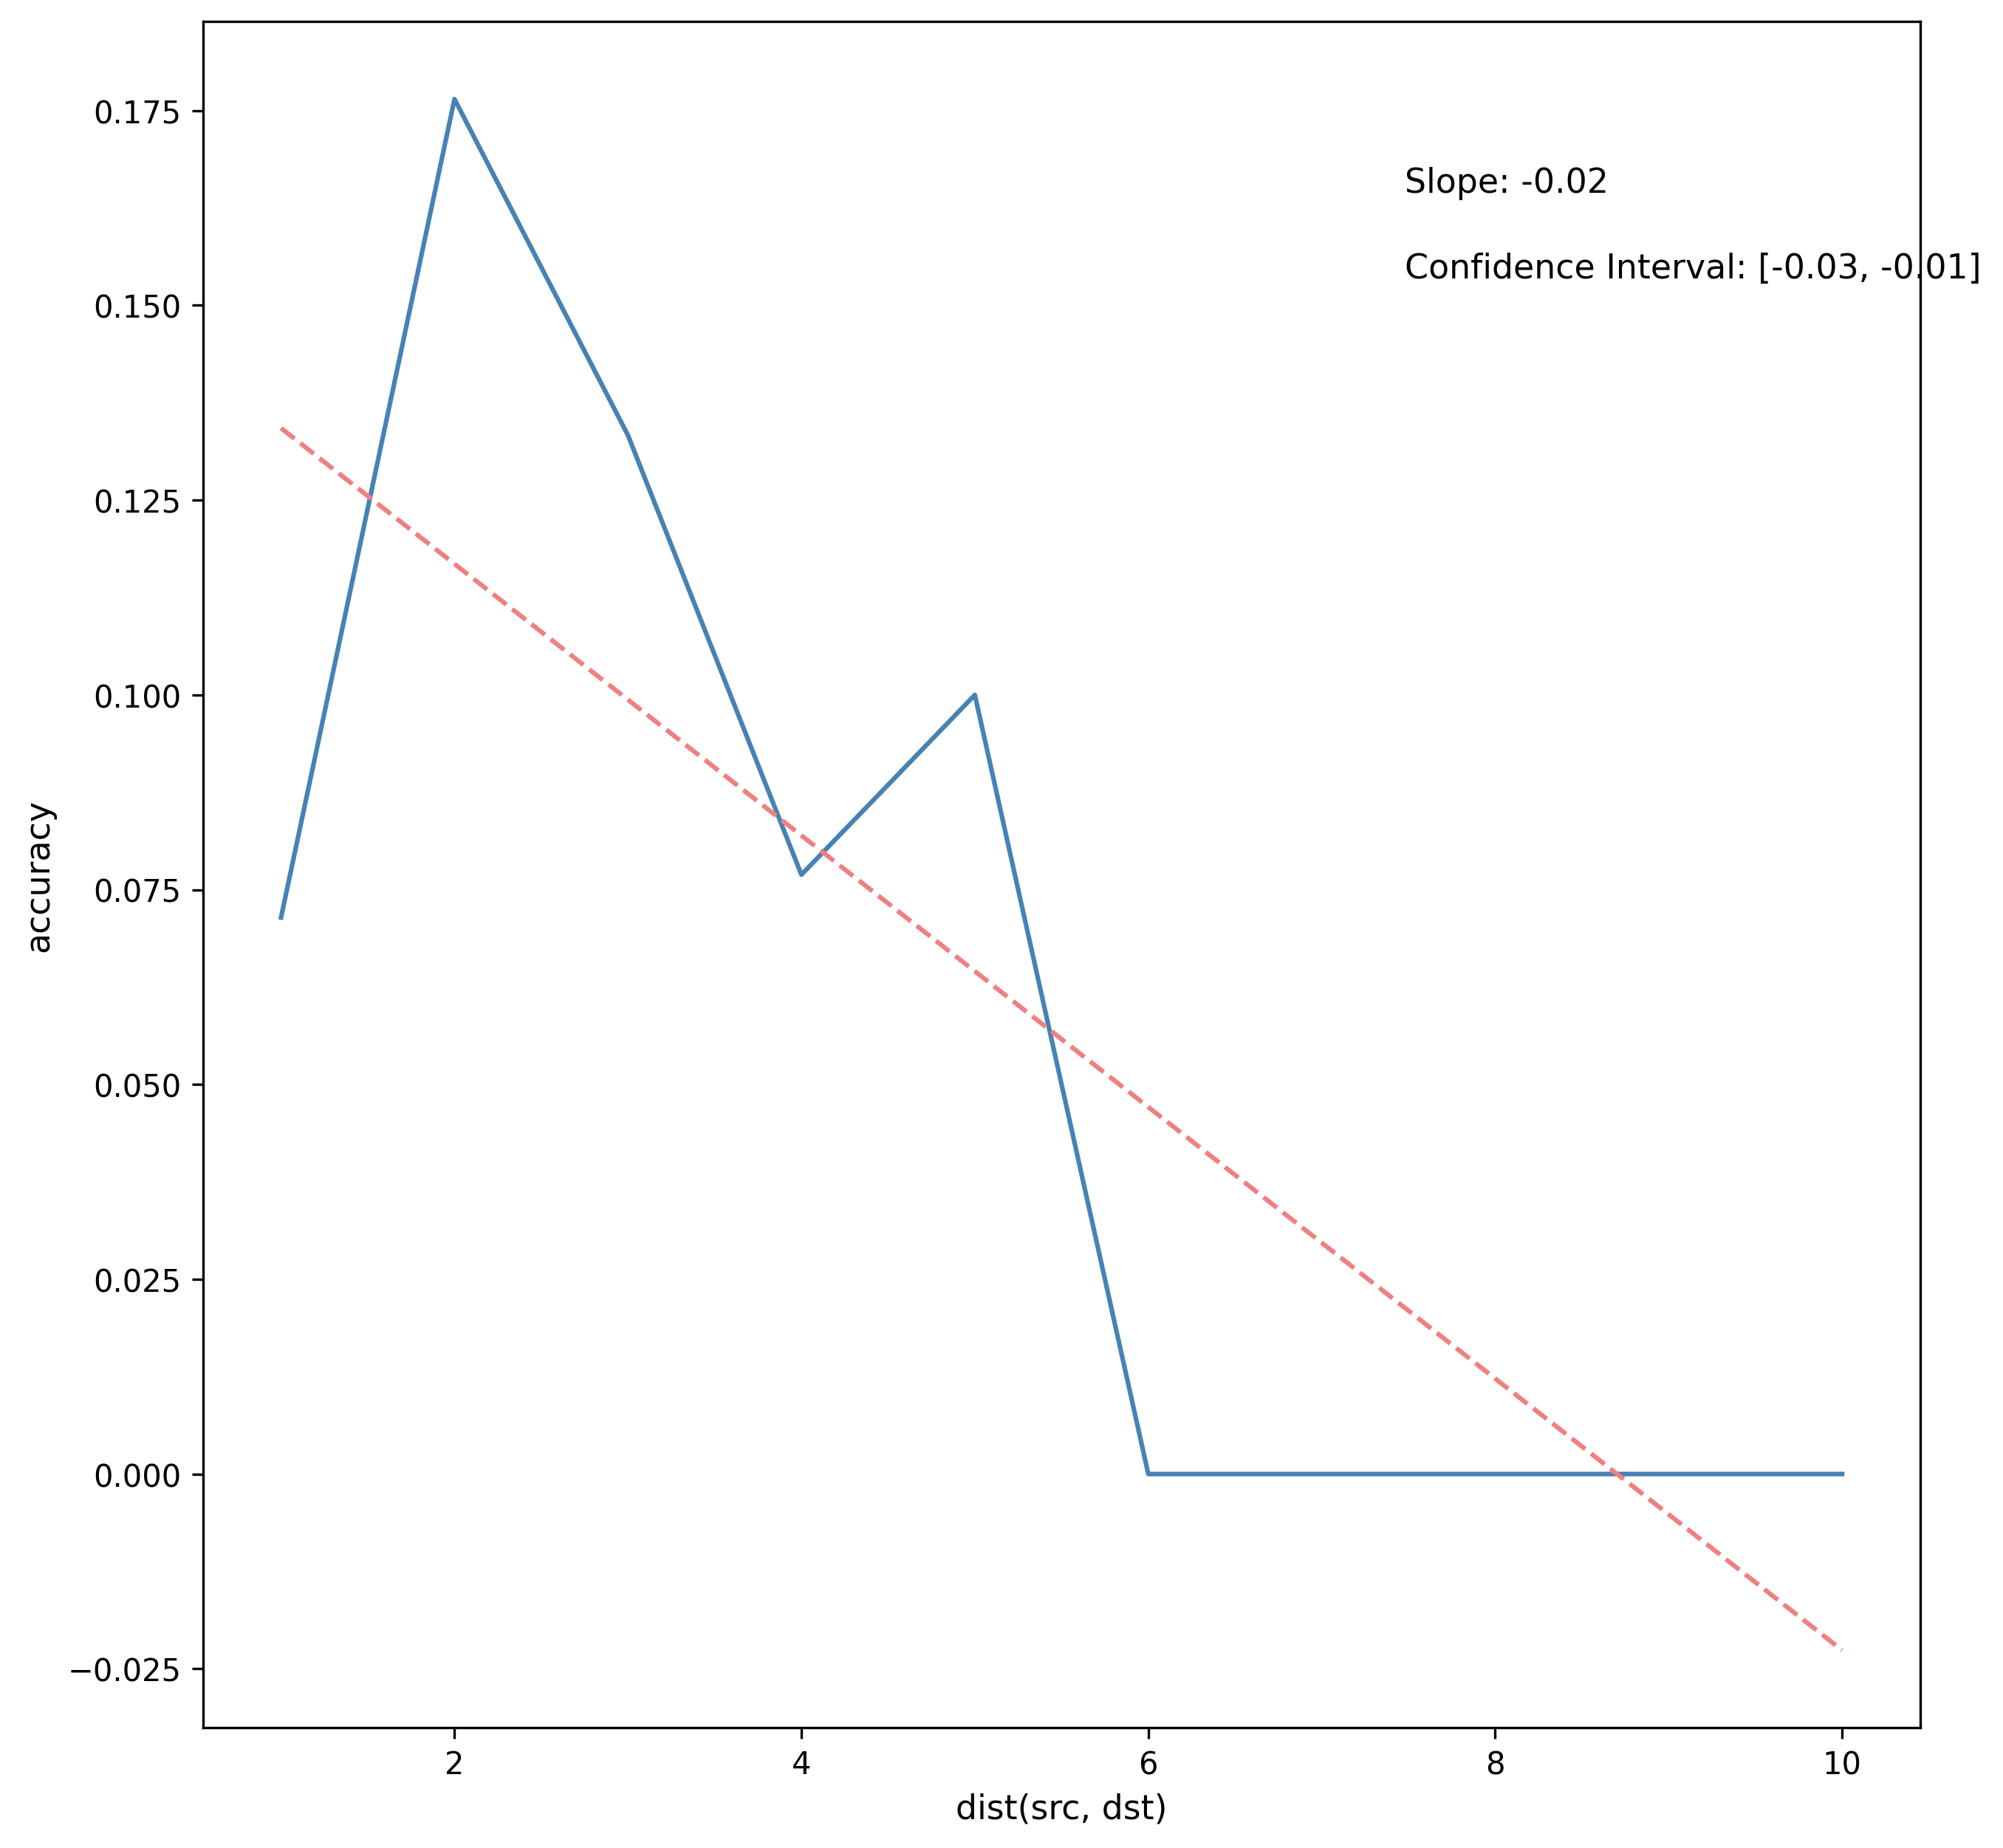 0.175
0.150
0.125
0.100
0.075
0.050
0.025
0.000
−0.025
accuracy
Slope: -0.02
Confidence Interval: [-0.03, -0.01]
2 4 6 8 10
dist(src, dst)